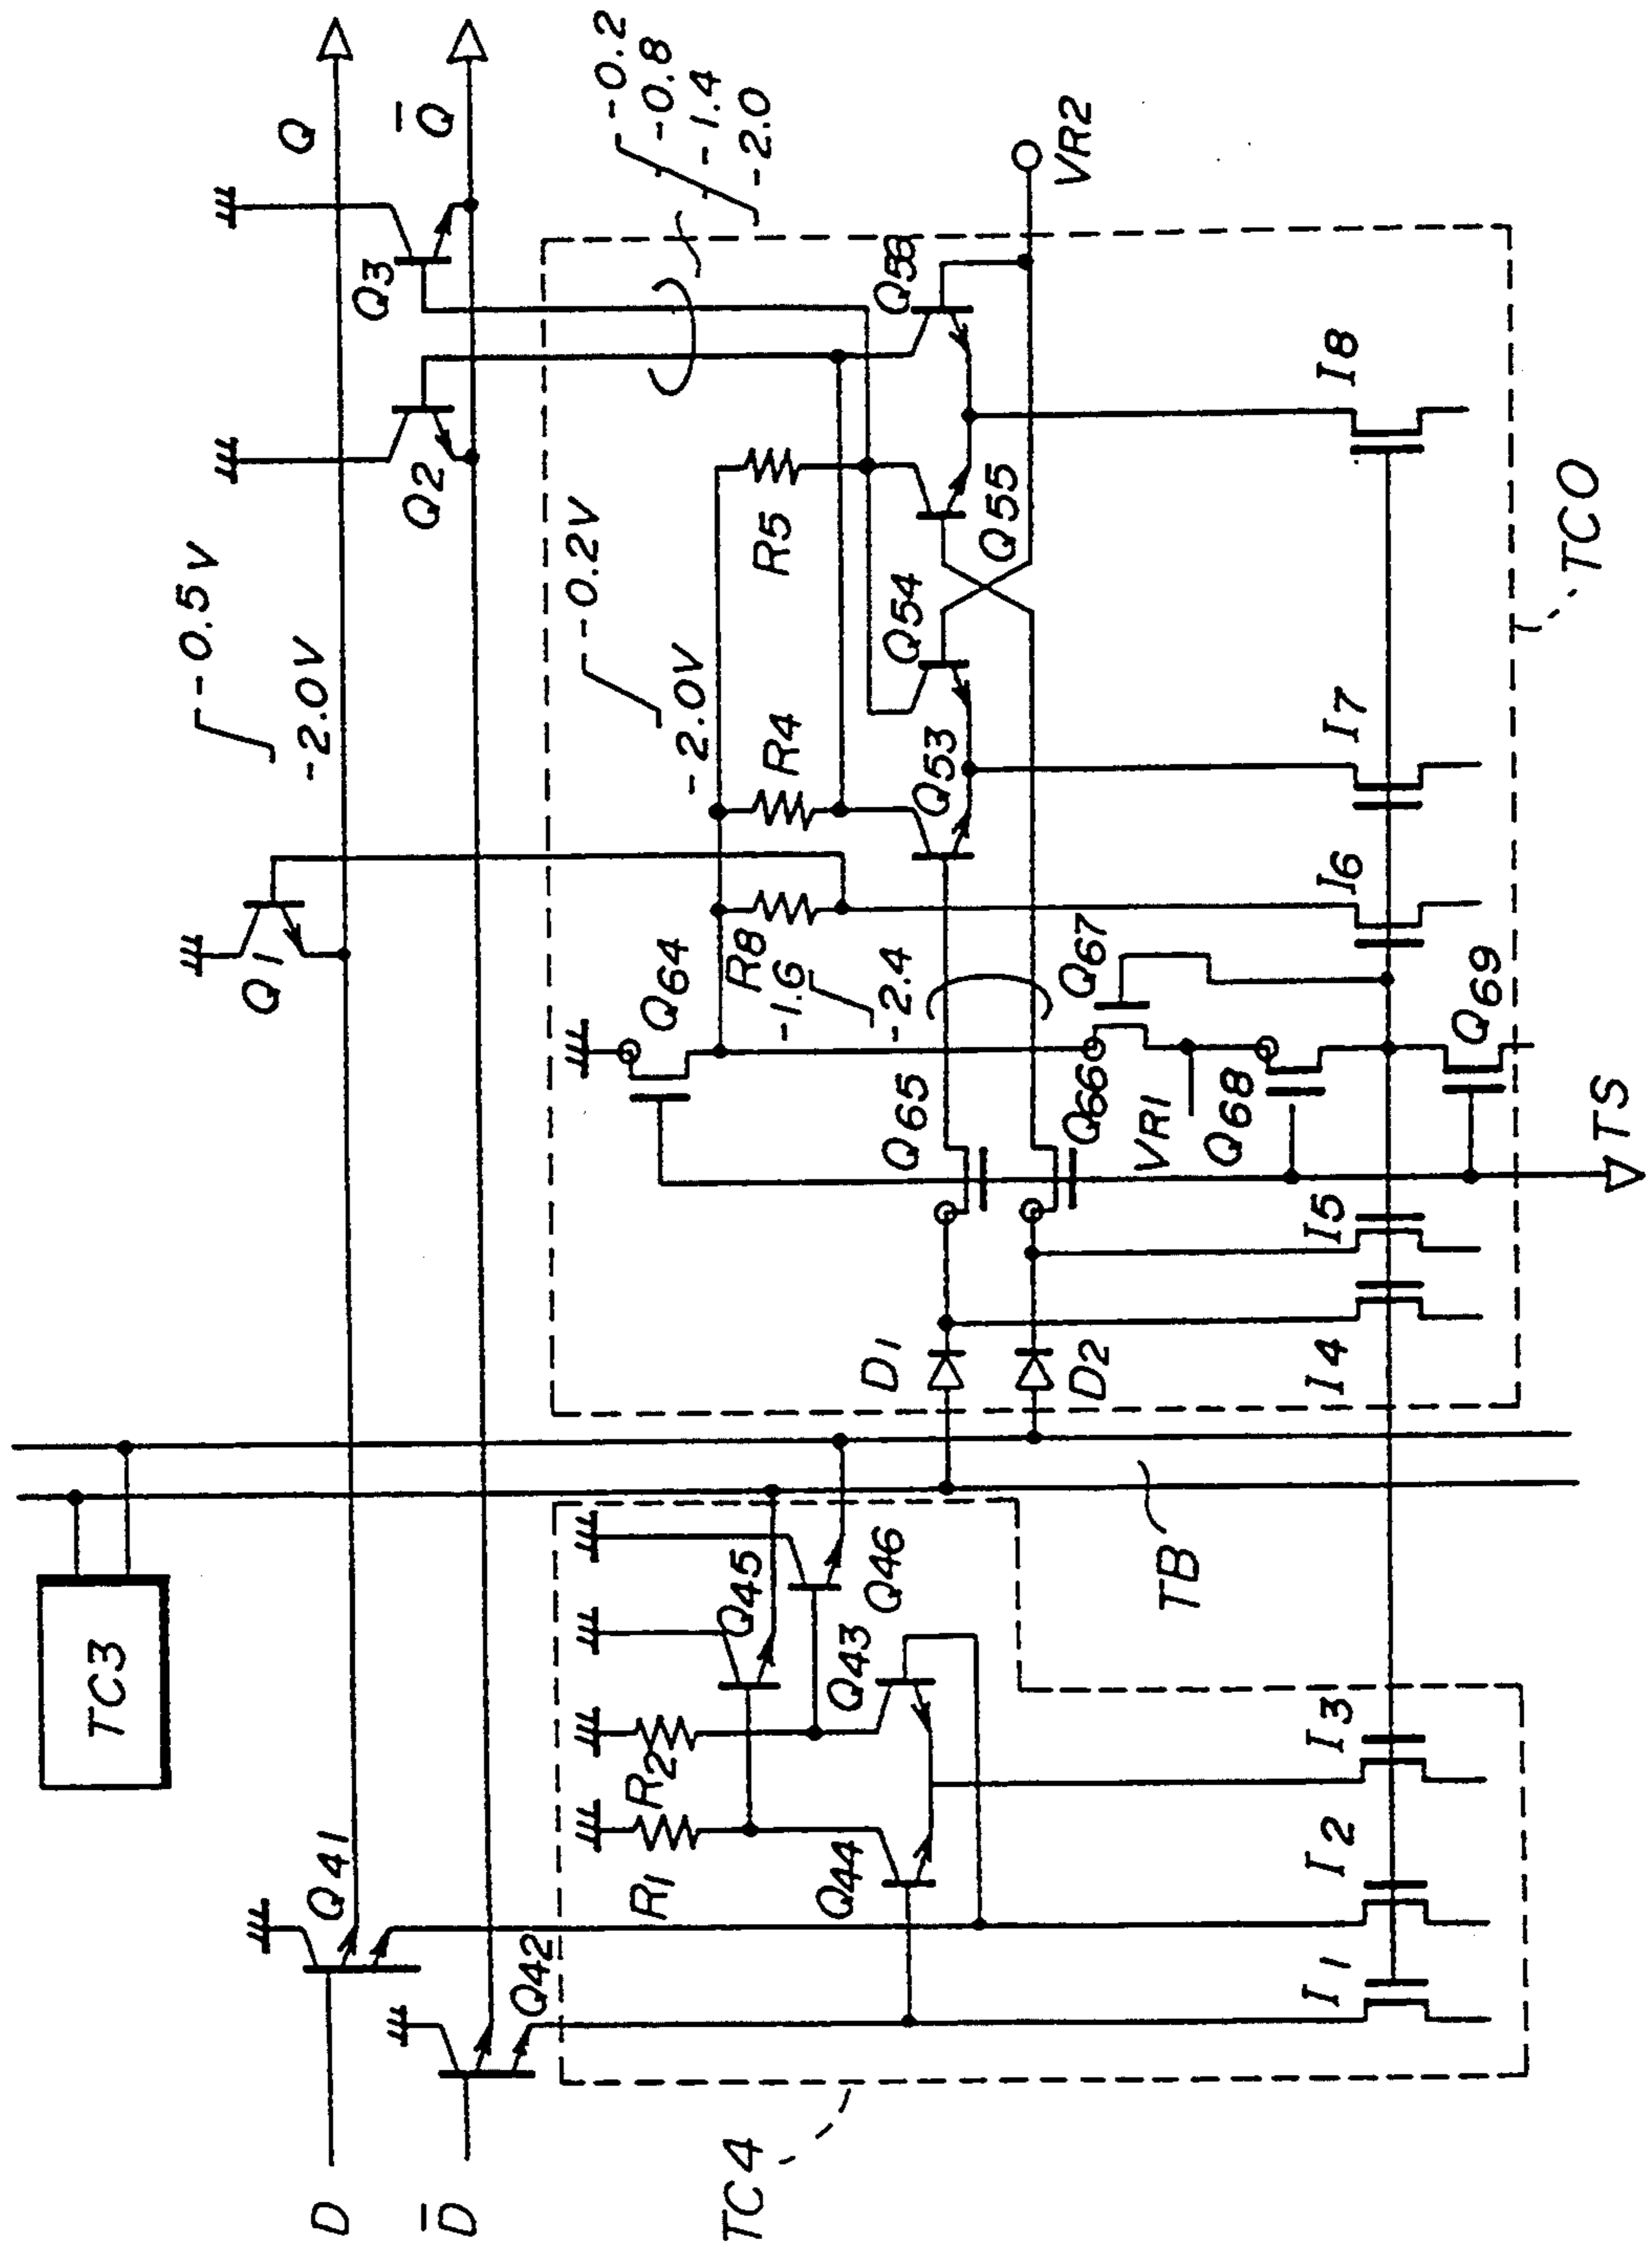 Q
Q̅
-0.2
-0.8
-1.4
-2.0
VR2
Q3
Q2
Q58
-0.5V
-2.0V
-0.2V
-2.0V
R5
Q55
I8
TCO
Q54
R4
Q53
I7
Q1
R8
I6
Q64
-1.6
-2.4
Q67
Q69
Q65
Q66
VR1
Q68
TS
I5
D1
D2
I4
TC3
TB
Q45
Q46
Q43
R2
I3
Q41
R1
Q44
I2
Q42
I1
TC4
D
D̅